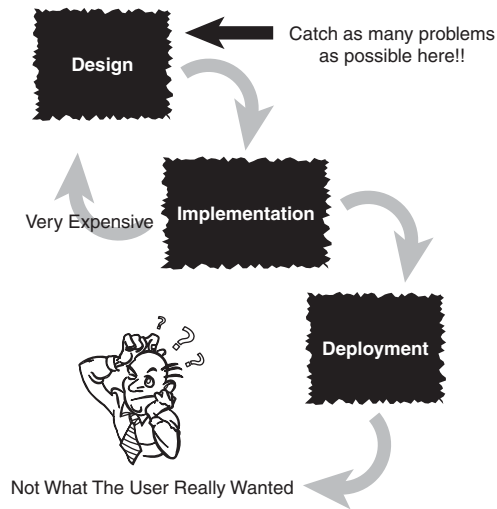 Catch as many problems
as possible here!!
Design
Very Expensive
Implementation
Deployment
? ? ?
Not What The User Really Wanted